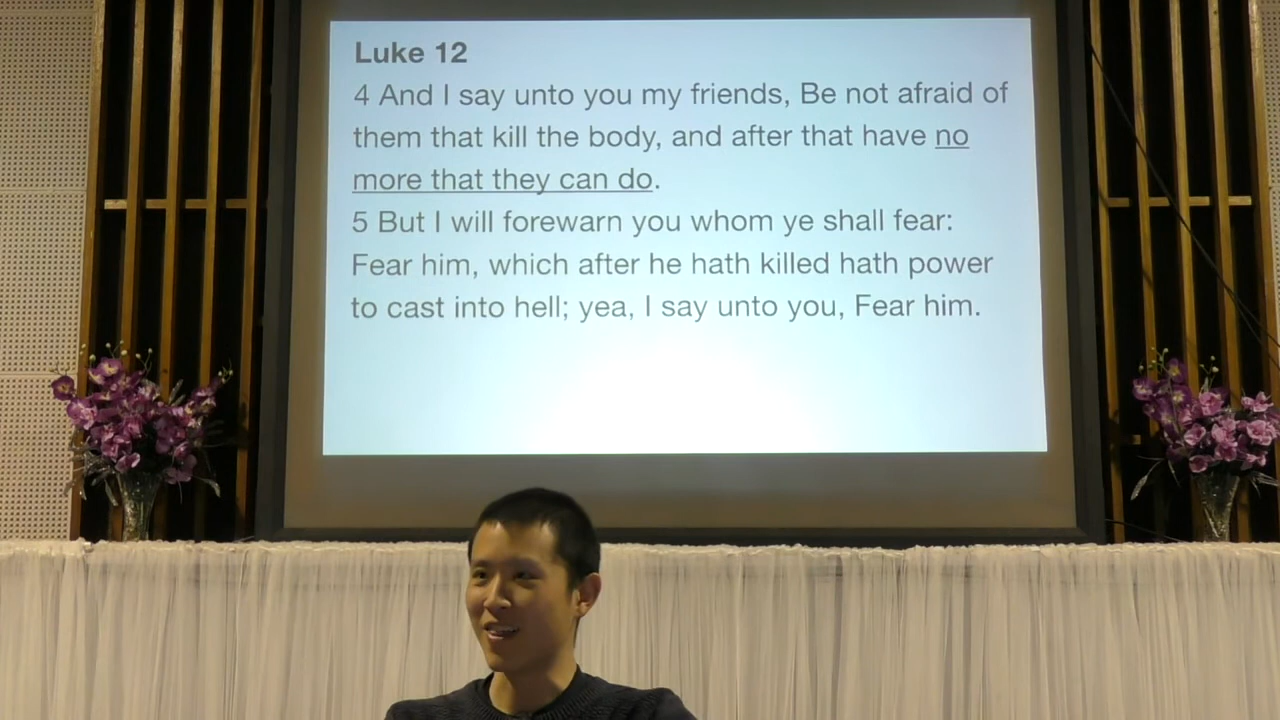 Luke 12
4 And I say unto you my friends, Be not afraid of
them that kill the body, and after that have no
more that they can do.
5 But I will forewarn you whom ye shall fear:
Fear him, which after he hath killed hath power
to cast into hell; yea, I say unto you, Fear him.